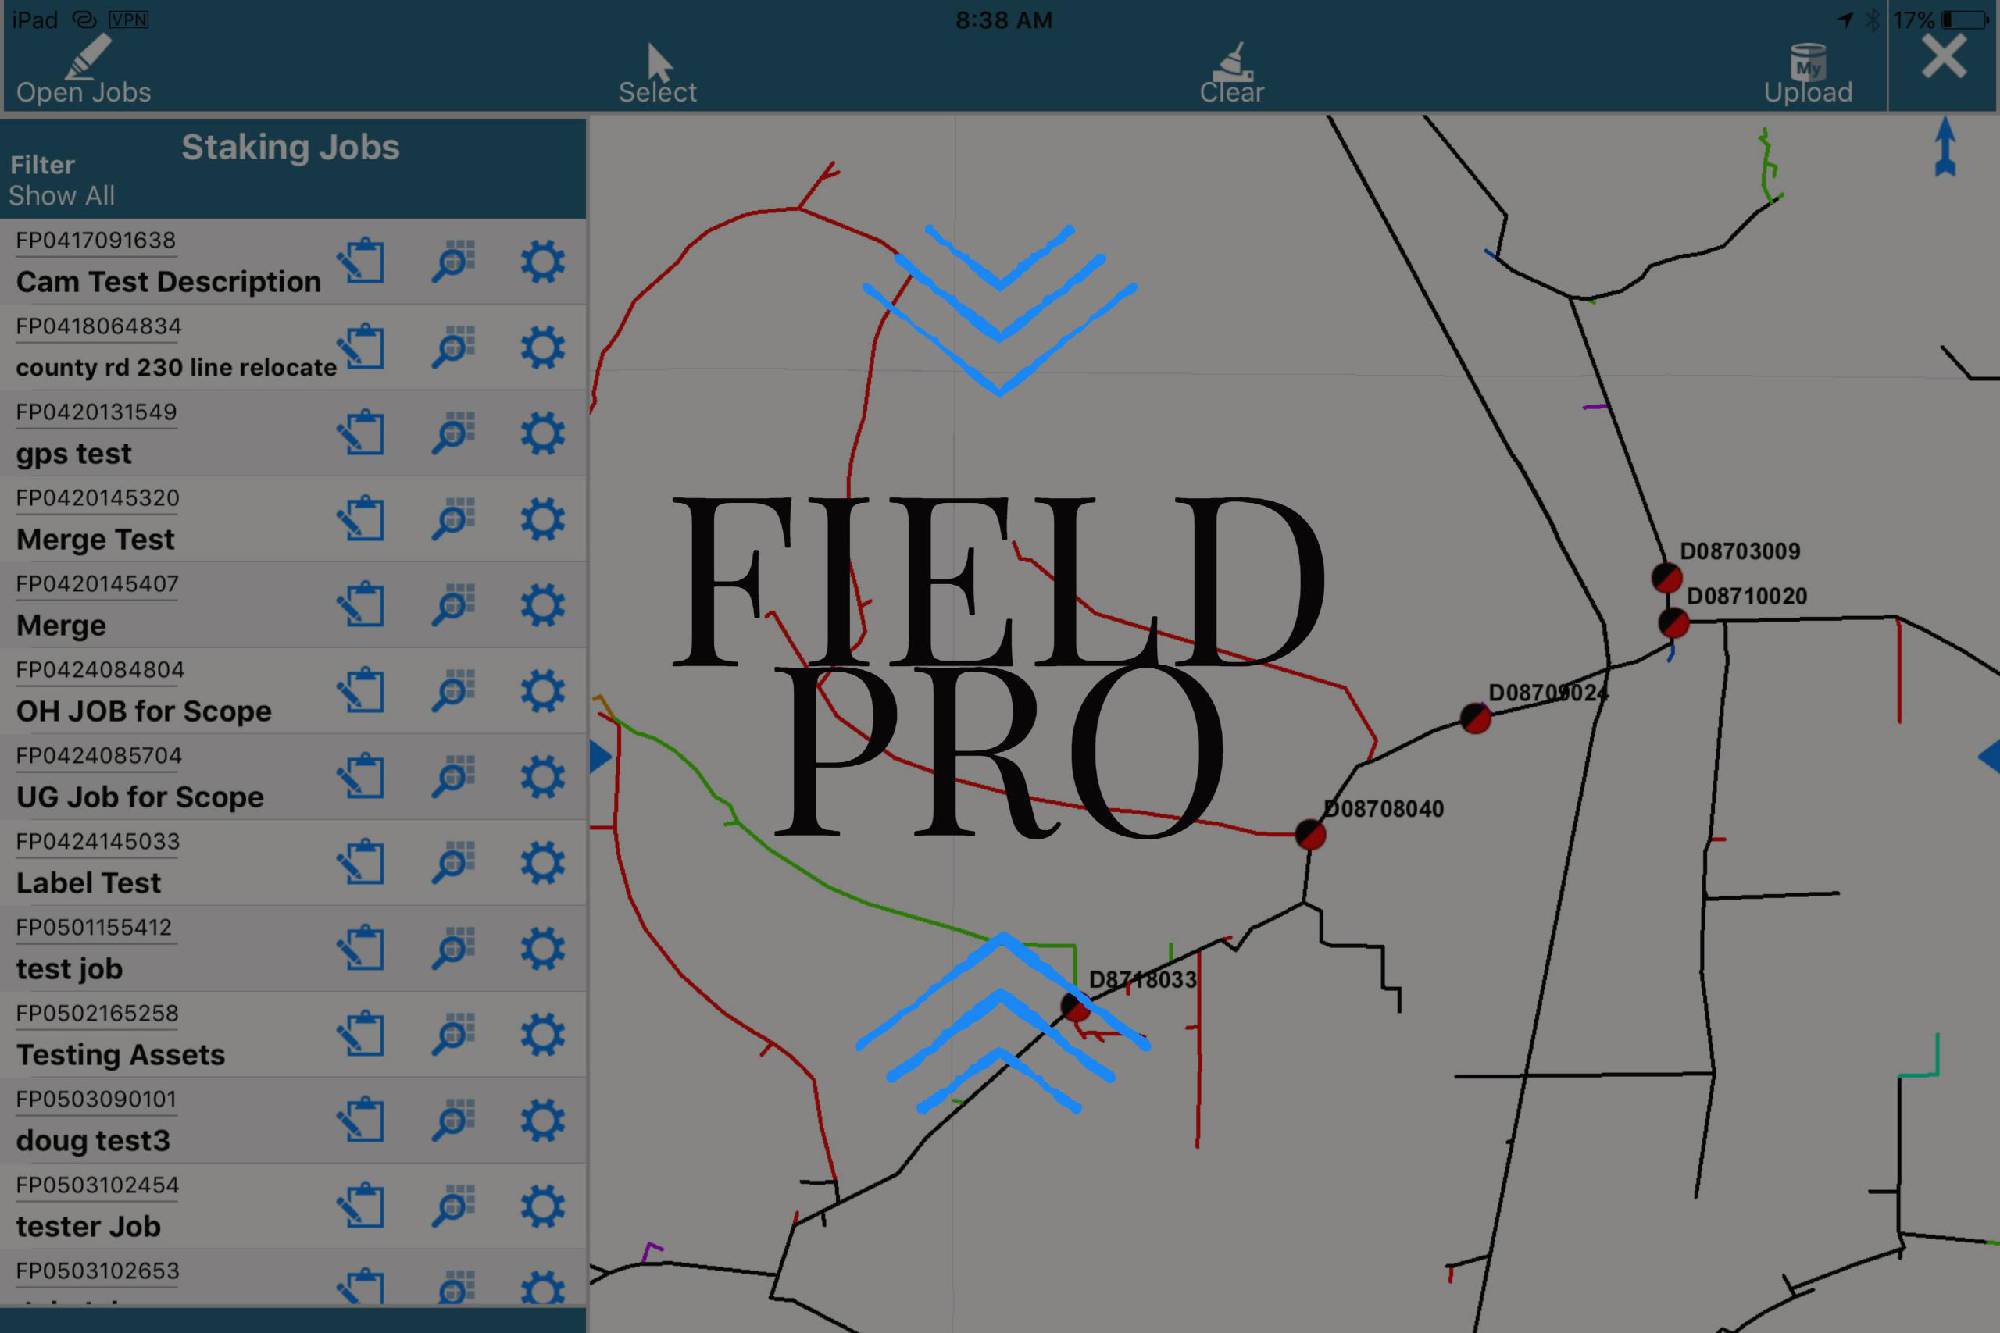 iPad VPN 8:38 AM 17%
Open Jobs Select Clear My Upload
Staking Jobs
Filter
Show All
FP0417091638
Cam Test Description
FP0418064834
county rd 230 line relocate
FP0420131549
gps test
FP0420145320
Merge Test
FP0420145407
Merge
FP0424084804
OH JOB for Scope
FP0424085704
UG Job for Scope
FP0424145033
Label Test
FP0501155412
test job
FP0502165258
Testing Assets
FP0503090101
doug test3
FP0503102454
tester Job
FP0503102653
FIELD
PRO
D08703009
D08710020
D08709024
D08708040
D8718033